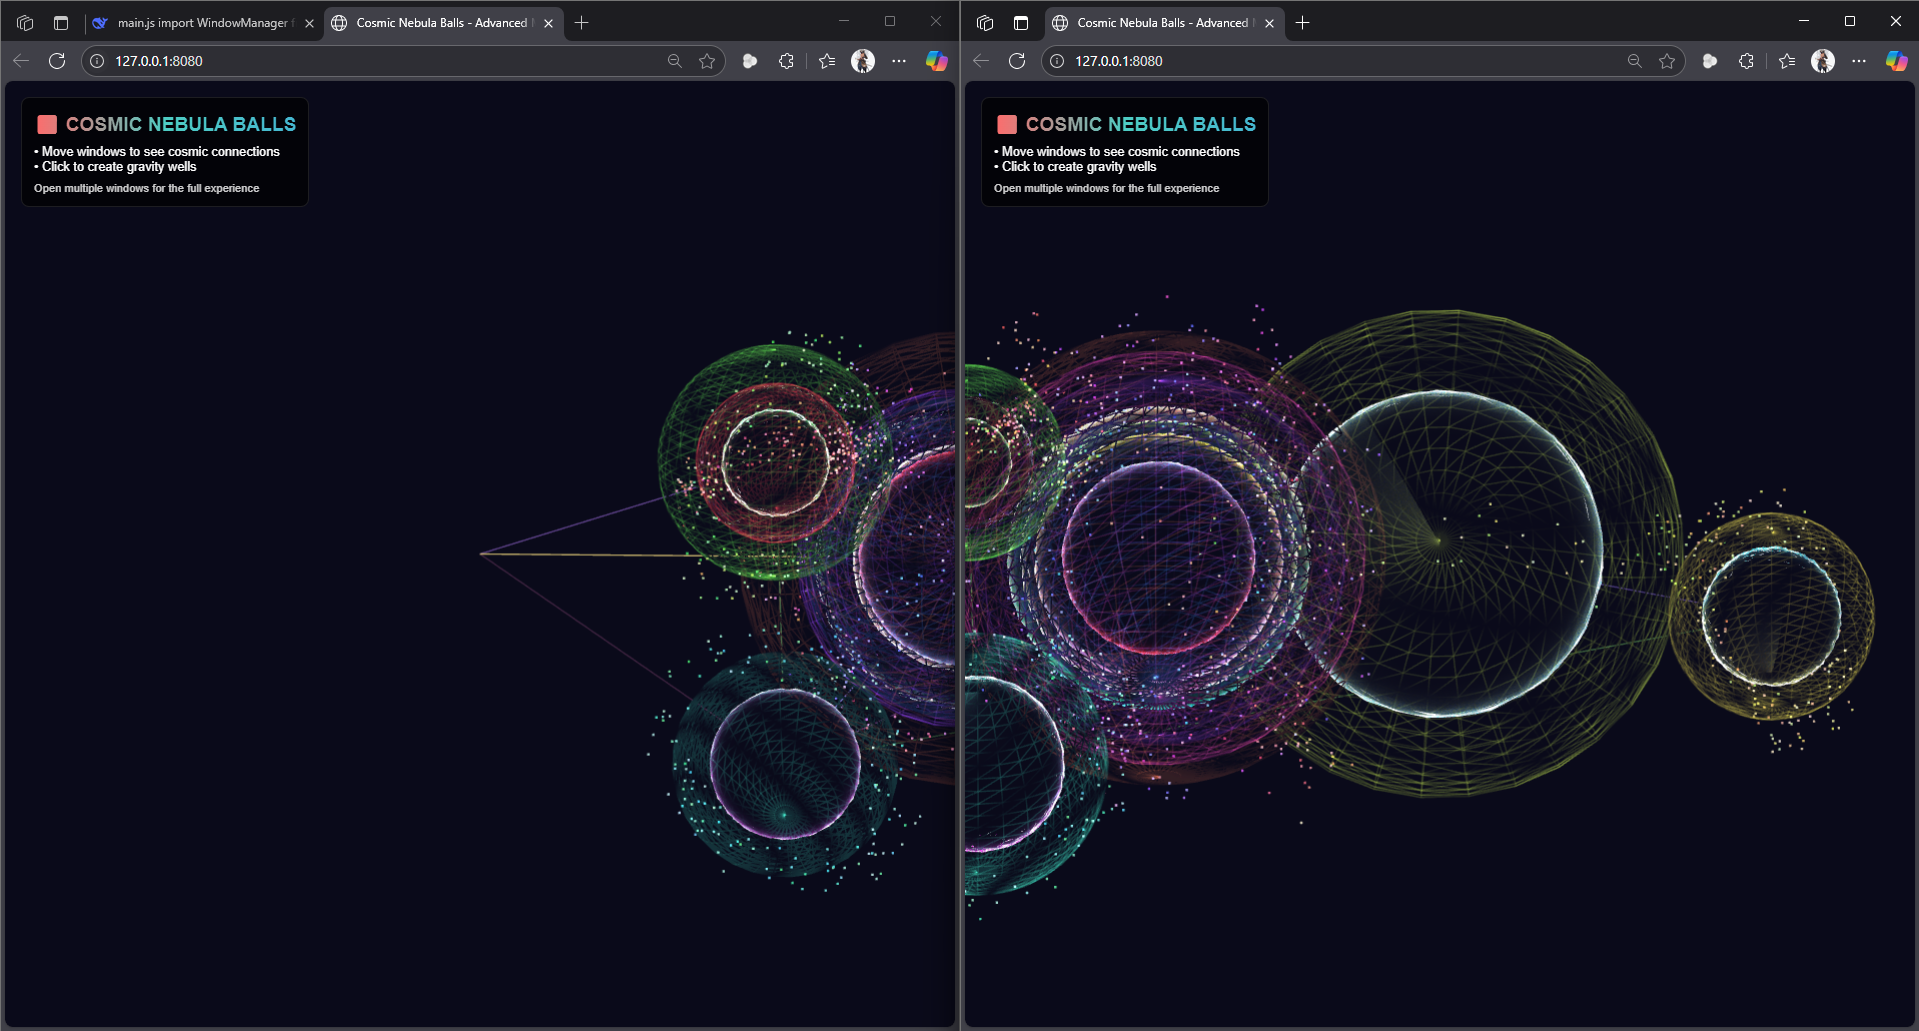 main.js import WindowManager f
Cosmic Nebula Balls - Advanced
127.0.0.1:8080
COSMIC NEBULA BALLS
• Move windows to see cosmic connections
• Click to create gravity wells
Open multiple windows for the full experience
Cosmic Nebula Balls - Advanced
127.0.0.1:8080
COSMIC NEBULA BALLS
• Move windows to see cosmic connections
• Click to create gravity wells
Open multiple windows for the full experience